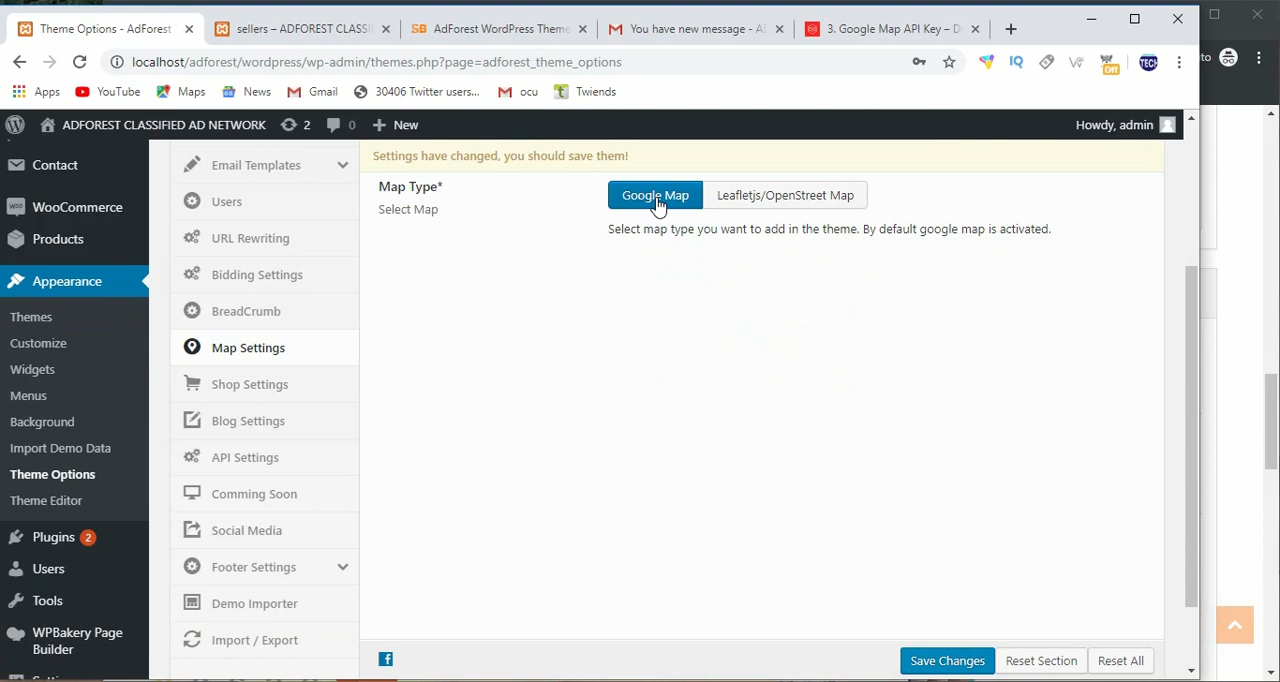 Theme Options - AdForest
sellers – ADFOREST CLASSIFI
AdForest WordPress Theme
You have new message - A
3. Google Map API Key – D
localhost/adforest/wordpress/wp-admin/themes.php?page=adforest_theme_options
Off
TECH
Apps
YouTube
Maps
News
Gmail
30406 Twitter users...
ocu
Twiends
ADFOREST CLASSIFIED AD NETWORK
2
0
New
Howdy, admin
Contact
WooCommerce
Products
Appearance
Themes
Customize
Widgets
Menus
Background
Import Demo Data
Theme Options
Theme Editor
Plugins 2
Users
Tools
WPBakery Page
Builder
Email Templates
Users
URL Rewriting
Bidding Settings
BreadCrumb
Map Settings
Shop Settings
Blog Settings
API Settings
Comming Soon
Social Media
Footer Settings
Demo Importer
Import / Export
Settings have changed, you should save them!
Map Type*
Select Map
Google Map
Leafletjs/OpenStreet Map
Select map type you want to add in the theme. By default google map is activated.
Save Changes
Reset Section
Reset All